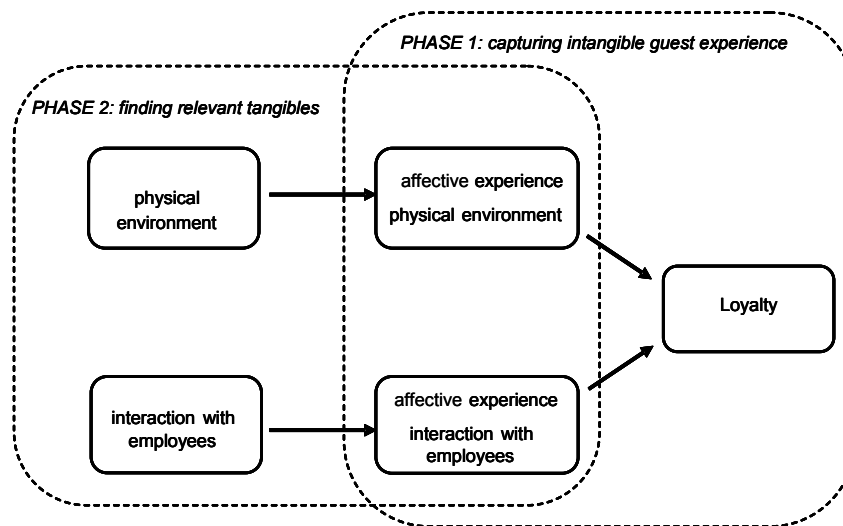 PHASE 1: capturing intangible guest experience
PHASE 2: finding relevant tangibles
physical
environment
affective experience
physical environment
Loyalty
interaction with
employees
affective experience
interaction with
employees